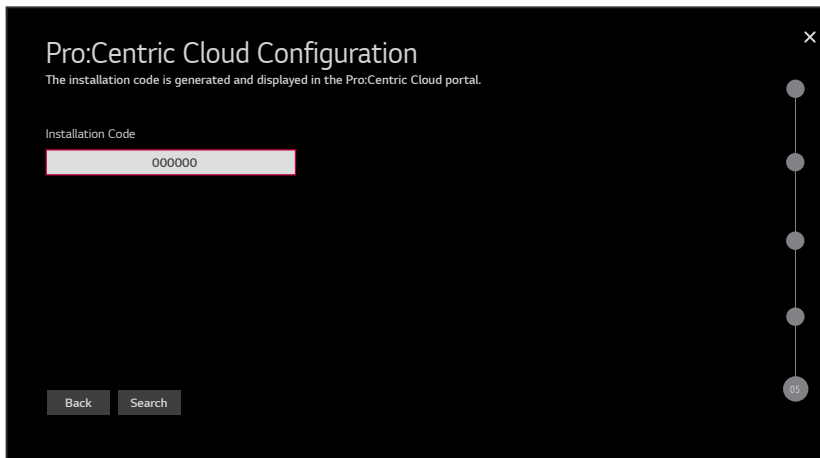 Pro:Centric Cloud Configuration
The installation code is generated and displayed in the Pro:Centric Cloud portal.
Installation Code
000000
Back Search
05